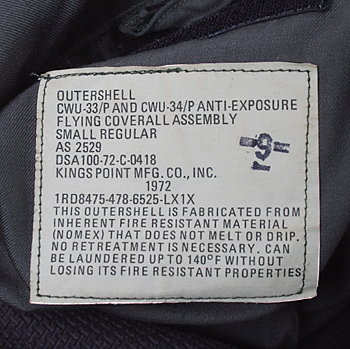 OUTERSHELL
CWU-33/P AND CWU-34/P ANTI-EXPOSURE
FLYING COVERALL ASSEMBLY
SMALL REGULAR
AS 2529
-9-
DSA100-72-C-0418
KINGS POINT MFG. CO., INC.
1972
1RD8475-478-6525-LX1X
THIS OUTERSHELL IS FABRICATED FROM
INHERENT FIRE RESISTANT MATERIAL
(NOMEX) THAT DOES NOT MELT OR DRIP.
NO RETREATMENT IS NECESSARY. CAN
BE LAUNDERED UP TO 140°F WITHOUT
LOSING ITS FIRE RESISTANT PROPERTIES